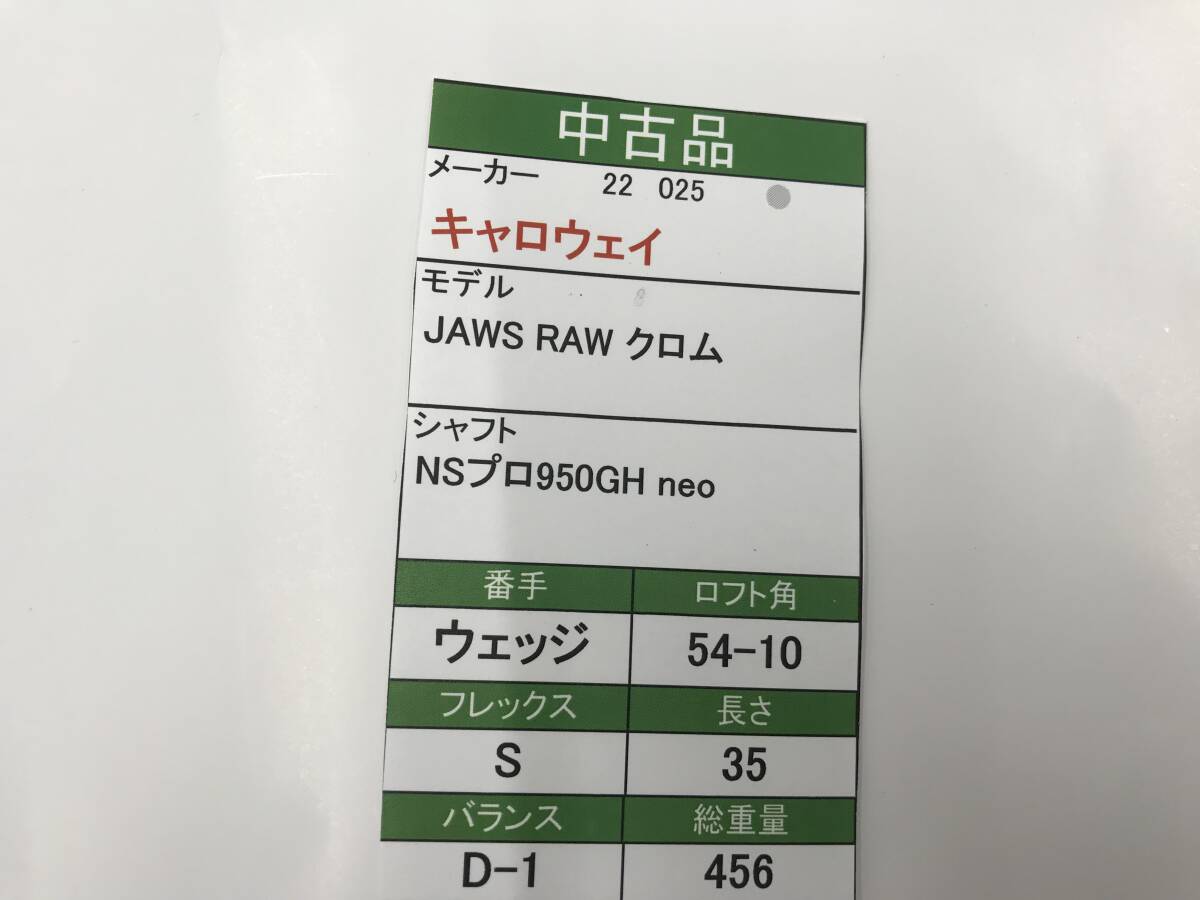 中古品
メーカー 22 025
キャロウェイ
モデル
JAWS RAW クロム
シャフト
NSプロ950GH neo
番手 ロフト角
ウェッジ 54-10
フレックス 長さ
S 35
バランス 総重量
D-1 456